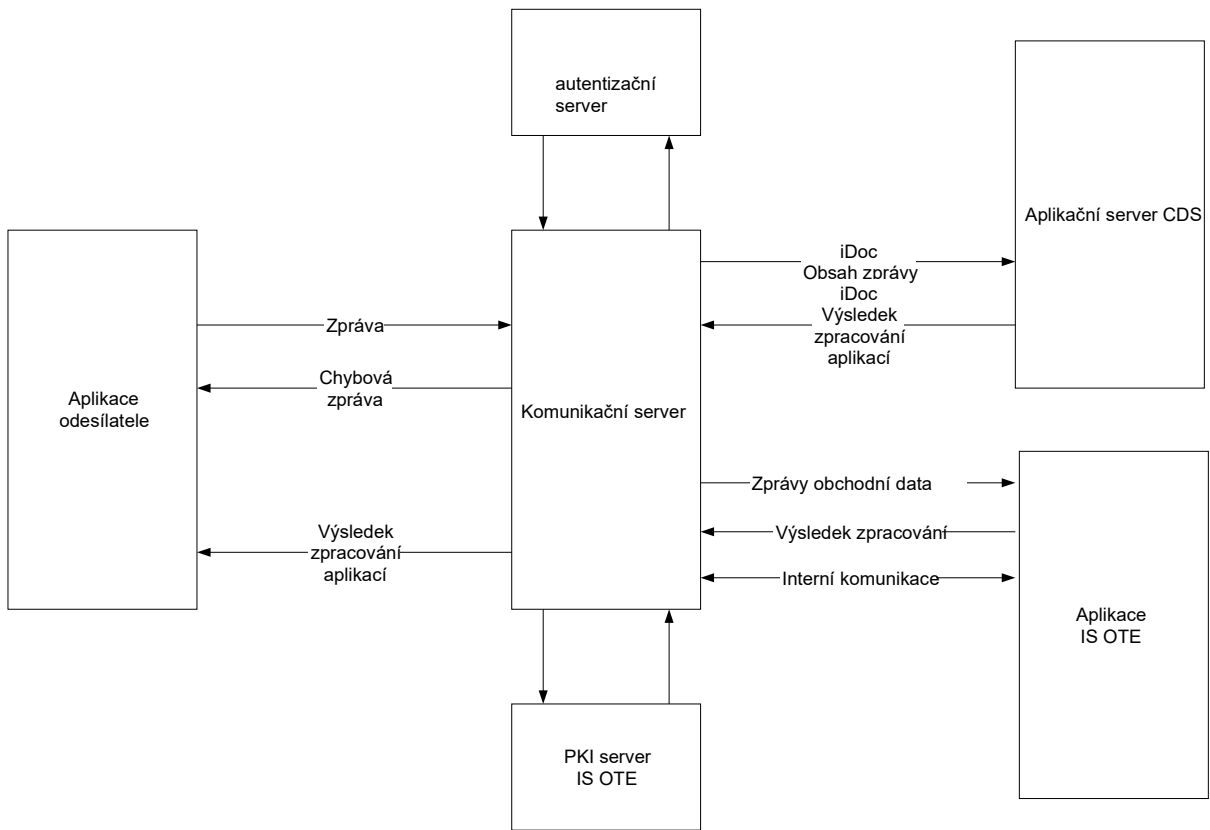 autentizační
server
Aplikační server CDS
iDoc
Obsah zprávy
iDoc
Výsledek
zpracování
aplikací
Zpráva
Chybová
zpráva
Aplikace
odesílatele
Komunikační server
Výsledek
zpracování
aplikací
Zprávy obchodní data
Výsledek zpracování
Interní komunikace
Aplikace
IS OTE
PKI server
IS OTE